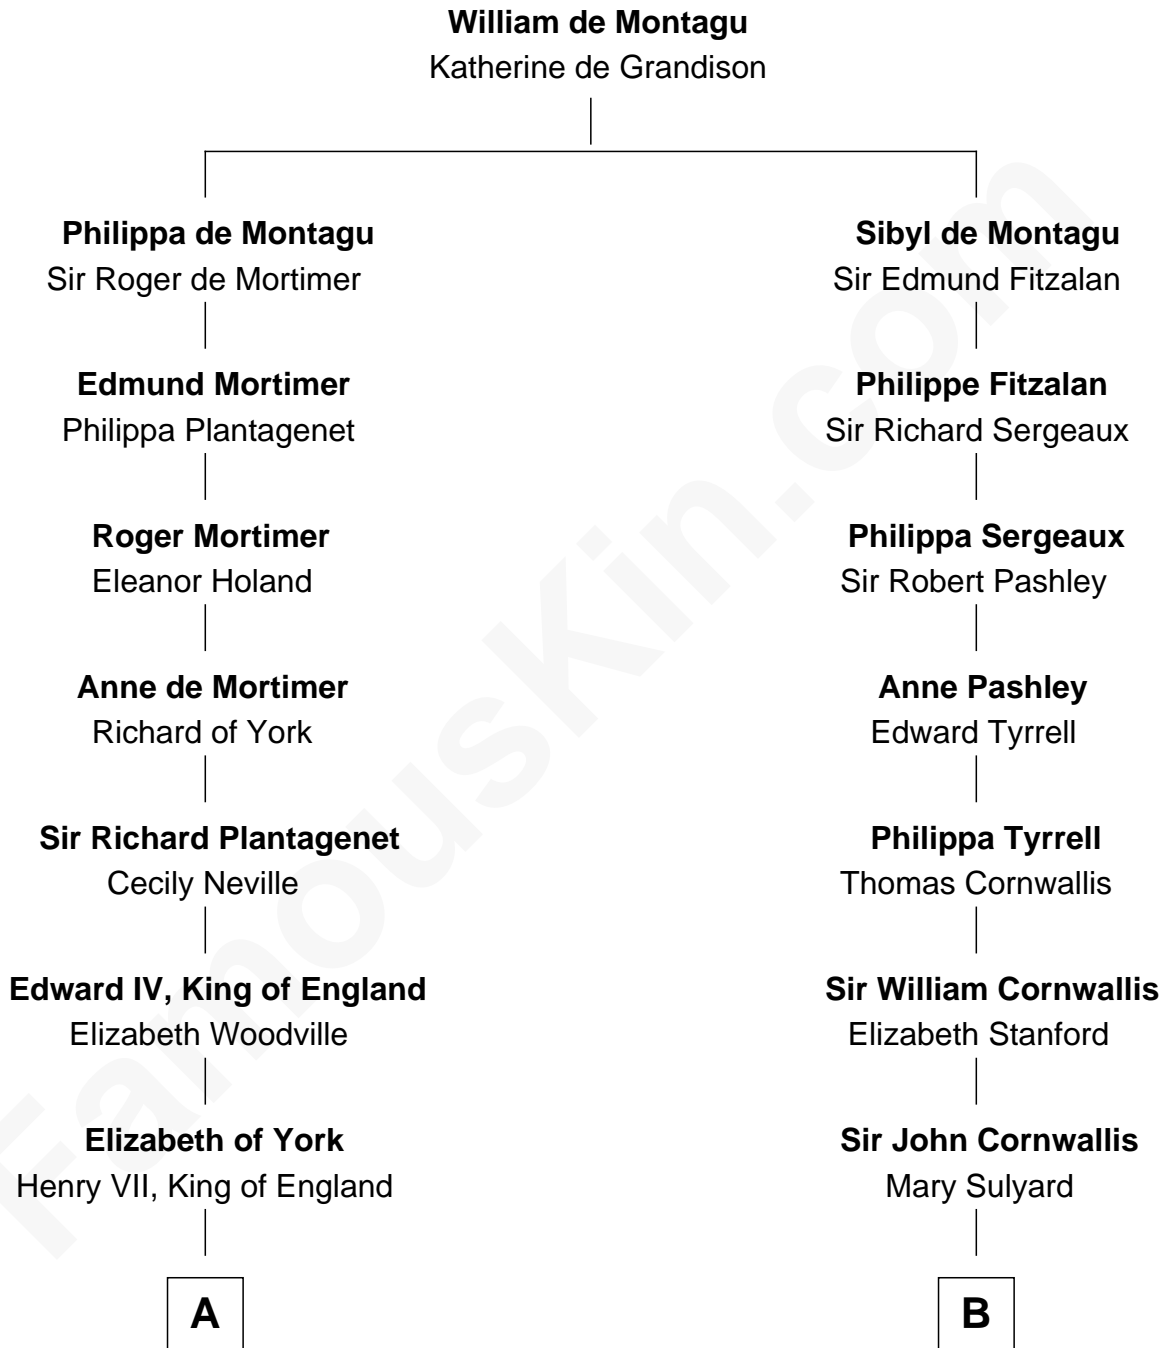 William de Montagu
Katherine de Grandison
Philippa de Montagu
Sir Roger de Mortimer
Sibyl de Montagu
Sir Edmund Fitzalan
Edmund Mortimer
Philippa Plantagenet
Philippe Fitzalan
Sir Richard Sergeaux
Roger Mortimer
Eleanor Holand
Philippa Sergeaux
Sir Robert Pashley
Anne de Mortimer
Richard of York
Anne Pashley
Edward Tyrrell
Sir Richard Plantagenet
Cecily Neville
Philippa Tyrrell
Thomas Cornwallis
Edward IV, King of England
Elizabeth Woodville
Sir William Cornwallis
Elizabeth Stanford
Elizabeth of York
Henry VII, King of England
Sir John Cornwallis
Mary Sulyard
A
B
FamousKin.com